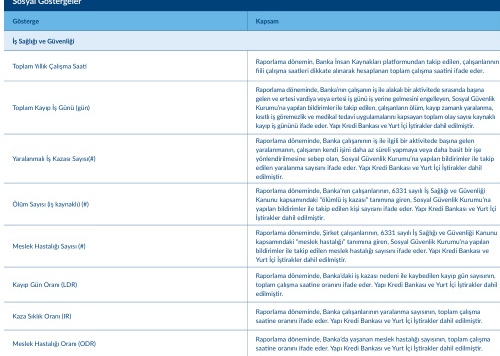 Sosyal Göstergeler
Gösterge
Kapsam
İş Sağlığı ve Güvenliği
Toplam Yıllık Çalışma Saati
Raporlama dönemin, Banka İnsan Kaynakları platformundan takip edilen, çalışanlarının
fiili çalışma saatleri dikkate alınarak hesaplanan toplam çalışma saatini ifade eder.
Toplam Kayıp İş Günü (gün)
Raporlama döneminde, Banka'nın çalışanın iş ile alakalı bir aktivitede sırasında başına
gelen ve ertesi vardiya veya ertesi iş günü iş yerine gelmesini engelleyen, Sosyal Güvenlik
Kurumu'na yapılan bildirimler ile takip edilen, çalışanların ölüm, kayıp zamanlı yaralanma,
kısıtlı iş göremezlik ve medikal tedavi uygulamalarını kapsayan toplam olay sayısı kaynaklı
kayıp iş gününü ifade eder. Yapı Kredi Bankası ve Yurt İçi İştirakler dahil edilmiştir.
Yaralanmalı İş Kazası Sayısı(#)
Raporlama döneminde, Banka çalışanının iş ile ilgili bir aktivitede başına gelen
yaralanmanın, çalışanın kendi işini daha az süreli yapmaya veya daha basit bir işe
yönlendirilmesine sebep olan, Sosyal Güvenlik Kurumu'na yapılan bildirimler ile takip
edilen yaralanma sayısını ifade eder. Yapı Kredi Bankası ve Yurt İçi İştirakler dahil
edilmiştir.
Ölüm Sayısı (iş kaynaklı) (#)
Raporlama döneminde, Banka'nın çalışanlarının, 6331 sayılı İş Sağlığı ve Güvenliği
Kanunu kapsamındaki "ölümlü iş kazası" tanımına giren, Sosyal Güvenlik Kurumu'na
yapılan bildirimler ile takip edilen kişi sayısını ifade eder. Yapı Kredi Bankası ve Yurt İçi
İştirakler dahil edilmiştir.
Meslek Hastalığı Sayısı (#)
Raporlama döneminde, Şirket çalışanlarının, 6331 sayılı İş Sağlığı ve Güvenliği Kanunu
kapsamındaki "meslek hastalığı" tanımına giren, Sosyal Güvenlik Kurumu'na yapılan
bildirimler ile takip edilen meslek hastalığı sayısını ifade eder. Yapı Kredi Bankası ve
Yurt İçi İştirakler dahil edilmiştir.
Kayıp Gün Oranı (LDR)
Raporlama döneminde, Banka'daki iş kazası nedeni ile kaybedilen kayıp gün sayısının,
toplam çalışma saatine oranını ifade eder. Yapı Kredi Bankası ve Yurt İçi İştirakler dahil
edilmiştir.
Kaza Sıklık Oranı (IR)
Raporlama döneminde, Banka çalışanlarının yaralanma sayısının, toplam çalışma
saatine oranını ifade eder. Yapı Kredi Bankası ve Yurt İçi İştirakler dahil edilmiştir.
Meslek Hastalığı Oranı (ODR)
Raporlama döneminde, Banka'da yaşanan meslek hastalığı sayısının, toplam çalışma
saatine oranını ifade eder. Yapı Kredi Bankası ve Yurt İçi İştirakler dahil edilmiştir.